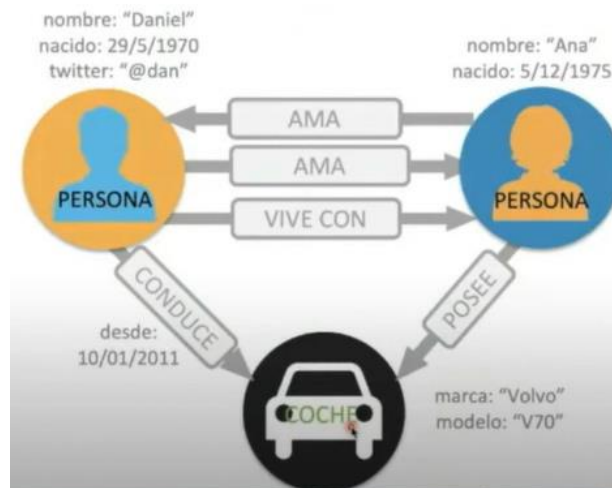 nombre: “Daniel”
nacido: 29/5/1970
twitter: “@dan”
nombre: “Ana”
nacido: 5/12/1975
AMA
AMA
PERSONA
PERSONA
VIVE CON
CONDUCE
POSEE
desde:
10/01/2011
COCHE
marca: “Volvo”
modelo: “V70”